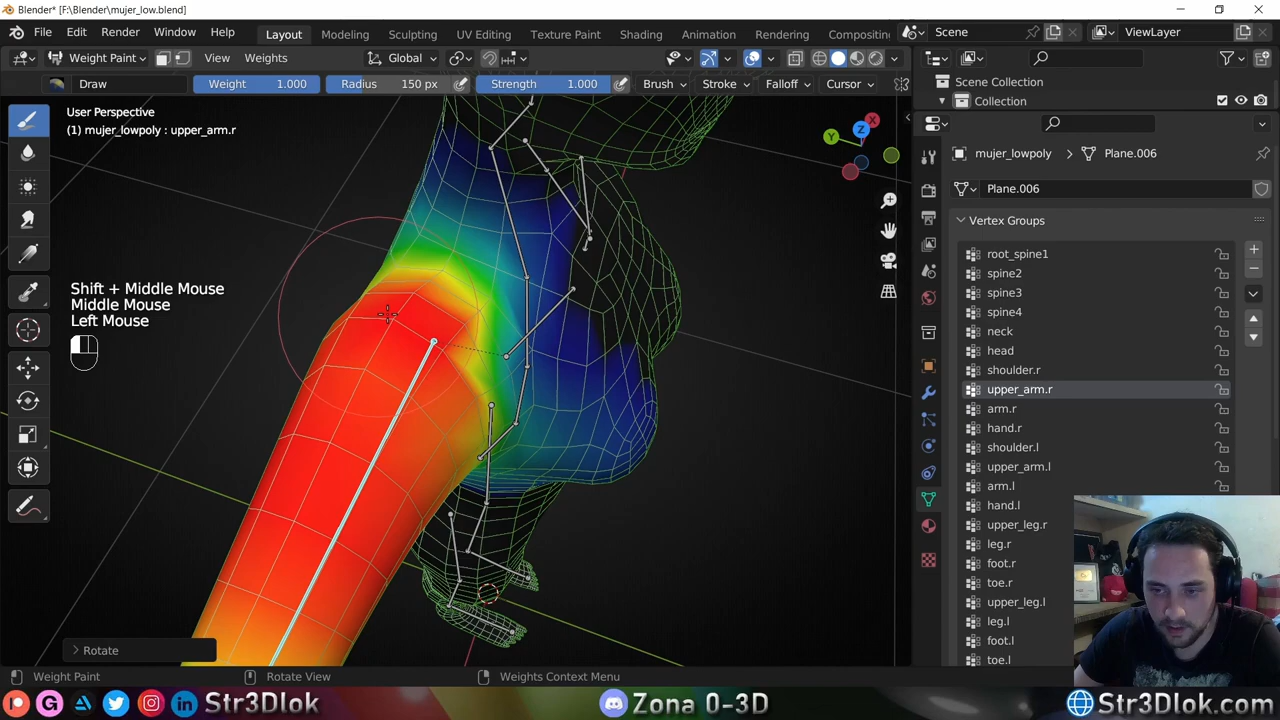 Blender* [F:\Blender\mujer_low.blend]
File Edit Render Window Help Layout Modeling Sculpting UV Editing Texture Paint Shading Animation Rendering Compositing Scene ViewLayer
Weight Paint View Weights Global
Draw Weight 1.000 Radius 150 px Strength 1.000 Brush Stroke Falloff Cursor
Scene Collection
Collection
User Perspective
(1) mujer_lowpoly : upper_arm.r
mujer_lowpoly > Plane.006
Plane.006
Vertex Groups
root_spine1
spine2
spine3
spine4
neck
head
shoulder.r
upper_arm.r
arm.r
hand.r
shoulder.l
upper_arm.l
arm.l
hand.l
upper_leg.r
leg.r
foot.r
toe.r
upper_leg.l
leg.l
foot.l
toe.l
Shift + Middle Mouse
Middle Mouse
Left Mouse
X
Y
Z
> Rotate
Weight Paint Rotate View Weights Context Menu
Str3Dlok Zona 0-3D Str3Dlok.com